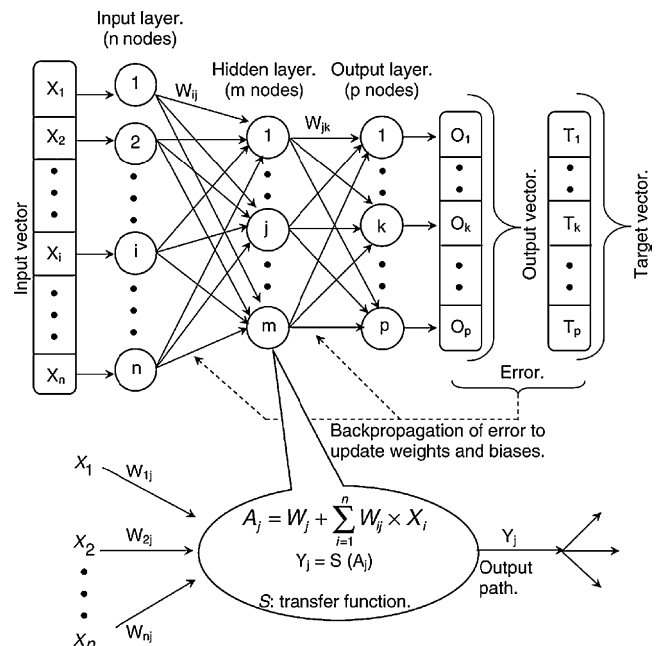 Input layer.
(n nodes)
Hidden layer.
(m nodes)
Output layer.
(p nodes)
Input vector
X1
X2
Xi
Xn
1
2
i
n
Wij
1
j
m
Wjk
1
k
p
O1
Ok
Op
Output vector.
T1
Tk
Tp
Target vector.
Error.
Backpropagation of error to
update weights and biases.
X1
W1j
X2
W2j
Xn
Wnj
Aj = Wj + ∑ⁿᵢ₌₁ Wij × Xi
Yj = S (Aj)
S: transfer function.
Yj
Output
path.